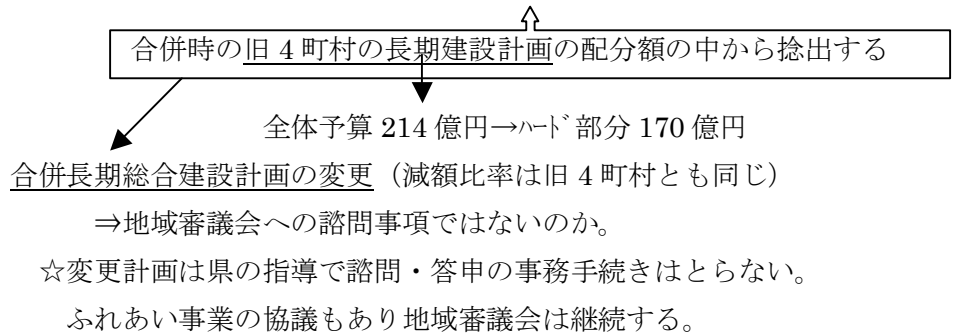 合併時の旧４町村の長期建設計画の配分額の中から捻出する
全体予算 214 億円→ﾊｰﾄﾞ部分 170 億円
合併長期総合建設計画の変更（減額比率は旧４町村とも同じ）
⇒地域審議会への諮問事項ではないのか。
☆変更計画は県の指導で諮問・答申の事務手続きはとらない。
ふれあい事業の協議もあり地域審議会は継続する。